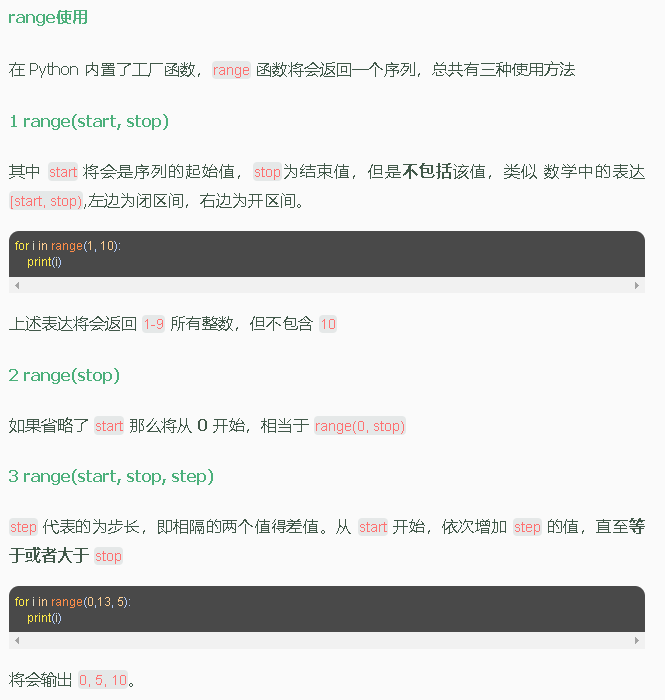 range使用
在 Python 内置了工厂函数，range 函数将会返回一个序列，总共有三种使用方法
1 range(start, stop)
其中 start 将会是序列的起始值，stop为结束值，但是不包括该值，类似 数学中的表达
[start, stop),左边为闭区间，右边为开区间。
for i in range(1, 10):
    print(i)
上述表达将会返回 1-9 所有整数，但不包含 10
2 range(stop)
如果省略了 start 那么将从 0 开始，相当于 range(0, stop)
3 range(start, stop, step)
step 代表的为步长，即相隔的两个值得差值。从 start 开始，依次增加 step 的值，直至等
于或者大于 stop
for i in range(0,13, 5):
    print(i)
将会输出 0, 5, 10。